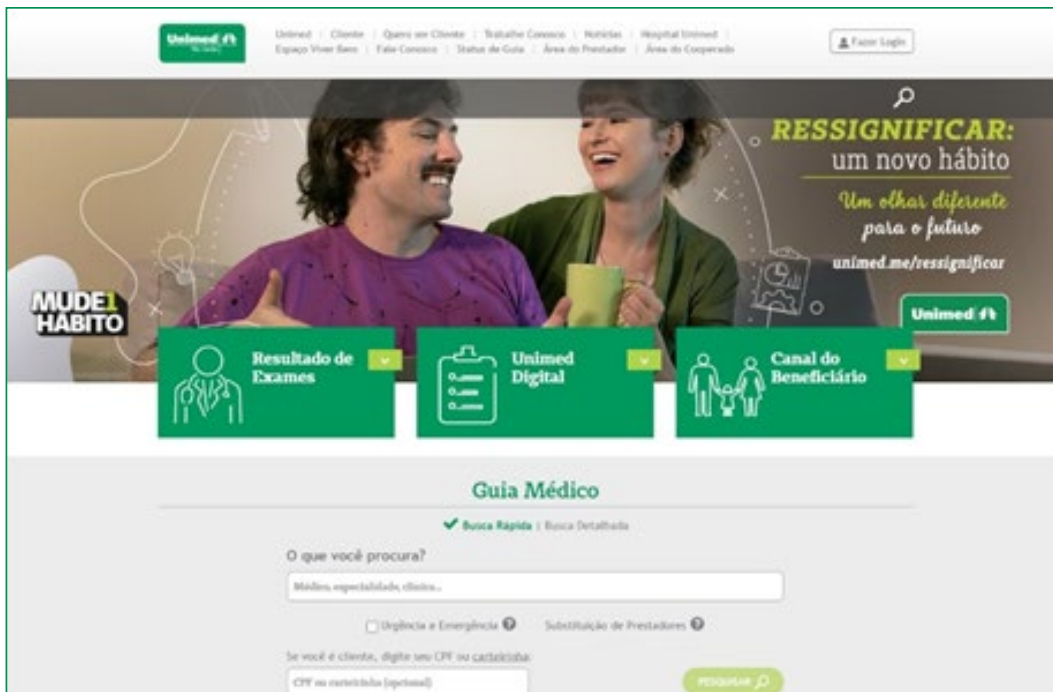 Unimed
Unimed | Cliente | Quero ser Cliente | Trabalhe Conosco | Notícias | Hospital Unimed |
Espaço Viver Bem | Fale Conosco | Status de Guia | Área do Prestador | Área do Cooperado
Fazer Login
RESSIGNIFICAR:
um novo hábito
Um olhar diferente
para o futuro
unimed.me/ressignificar
MUDE1
HÁBITO
Unimed
Resultado de
Exames
Unimed
Digital
Canal do
Beneficiário
Guia Médico
Busca Rápida | Busca Detalhada
O que você procura?
Médico, especialidade, clínica...
Urgência e Emergência ? Substituição de Prestadores ?
Se você é cliente, digite seu CPF ou carteirinha:
CPF ou carteirinha (opcional)
PESQUISAR